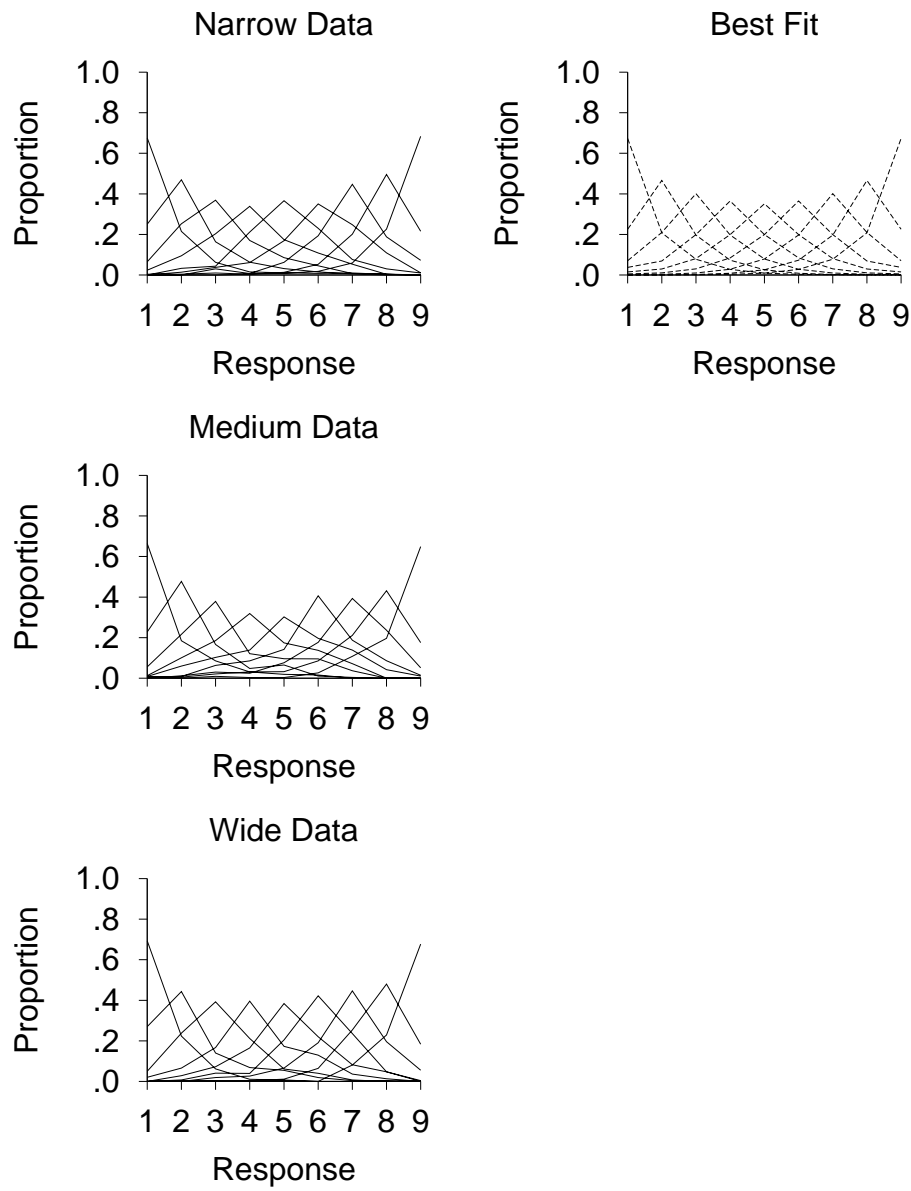 Narrow Data
1.0
.8
.6
.4
.2
.0
Proportion
1 2 3 4 5 6 7 8 9
Response
Best Fit
1.0
.8
.6
.4
.2
.0
Proportion
1 2 3 4 5 6 7 8 9
Response
Medium Data
1.0
.8
.6
.4
.2
.0
Proportion
1 2 3 4 5 6 7 8 9
Response
Wide Data
1.0
.8
.6
.4
.2
.0
Proportion
1 2 3 4 5 6 7 8 9
Response